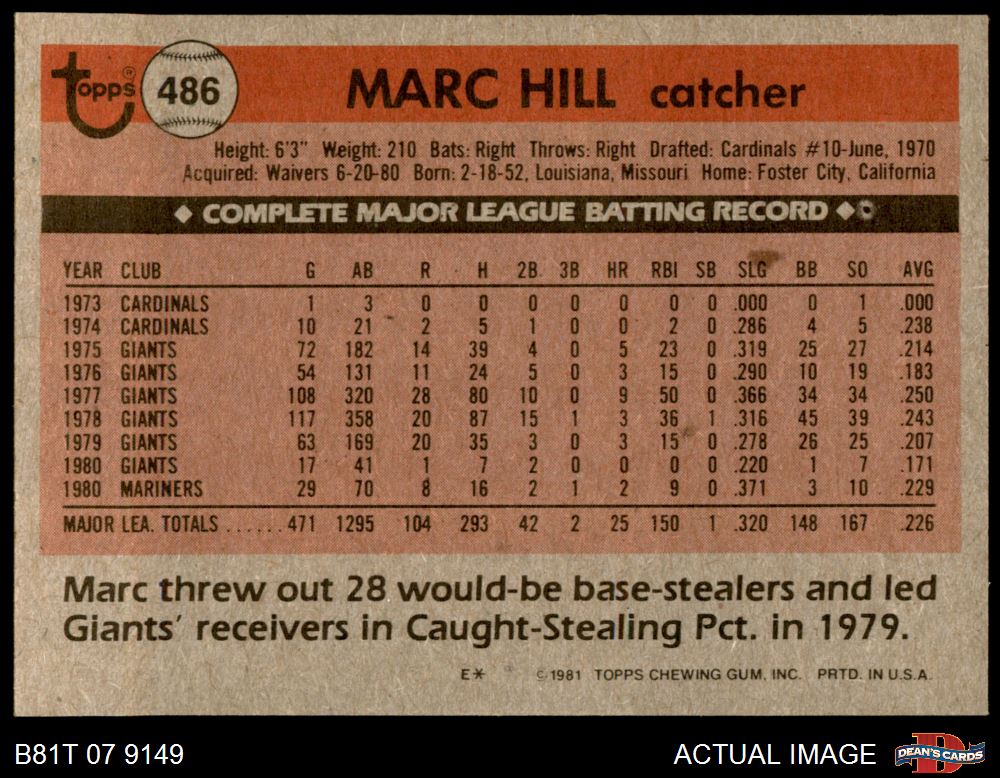 Topps® 486 MARC HILL catcher
Height: 6'3" Weight: 210 Bats: Right Throws: Right Drafted: Cardinals #10-June, 1970
Acquired: Waivers 6-20-80 Born: 2-18-52, Louisiana, Missouri Home: Foster City, California
◆ COMPLETE MAJOR LEAGUE BATTING RECORD ◆
YEAR CLUB G AB R H 2B 3B HR RBI SB SLG BB SO AVG
1973 CARDINALS 1 3 0 0 0 0 0 0 0 .000 0 1 .000
1974 CARDINALS 10 21 2 5 1 0 0 2 0 .286 4 5 .238
1975 GIANTS 72 182 14 39 4 0 5 23 0 .319 25 27 .214
1976 GIANTS 54 131 11 24 5 0 3 15 0 .290 10 19 .183
1977 GIANTS 108 320 28 80 10 0 9 50 0 .366 34 34 .250
1978 GIANTS 117 358 20 87 15 1 3 36 1 .316 45 39 .243
1979 GIANTS 63 169 20 35 3 0 3 15 0 .278 26 25 .207
1980 GIANTS 17 41 1 7 2 0 0 0 0 .220 1 7 .171
1980 MARINERS 29 70 8 16 2 1 2 9 0 .371 3 10 .229
MAJOR LEA. TOTALS ...... 471 1295 104 293 42 2 25 150 1 .320 148 167 .226
Marc threw out 28 would-be base-stealers and led
Giants' receivers in Caught-Stealing Pct. in 1979.
E* © 1981 TOPPS CHEWING GUM, INC. PRTD. IN U.S.A.
B81T 07 9149 ACTUAL IMAGE DEAN'S CARDS